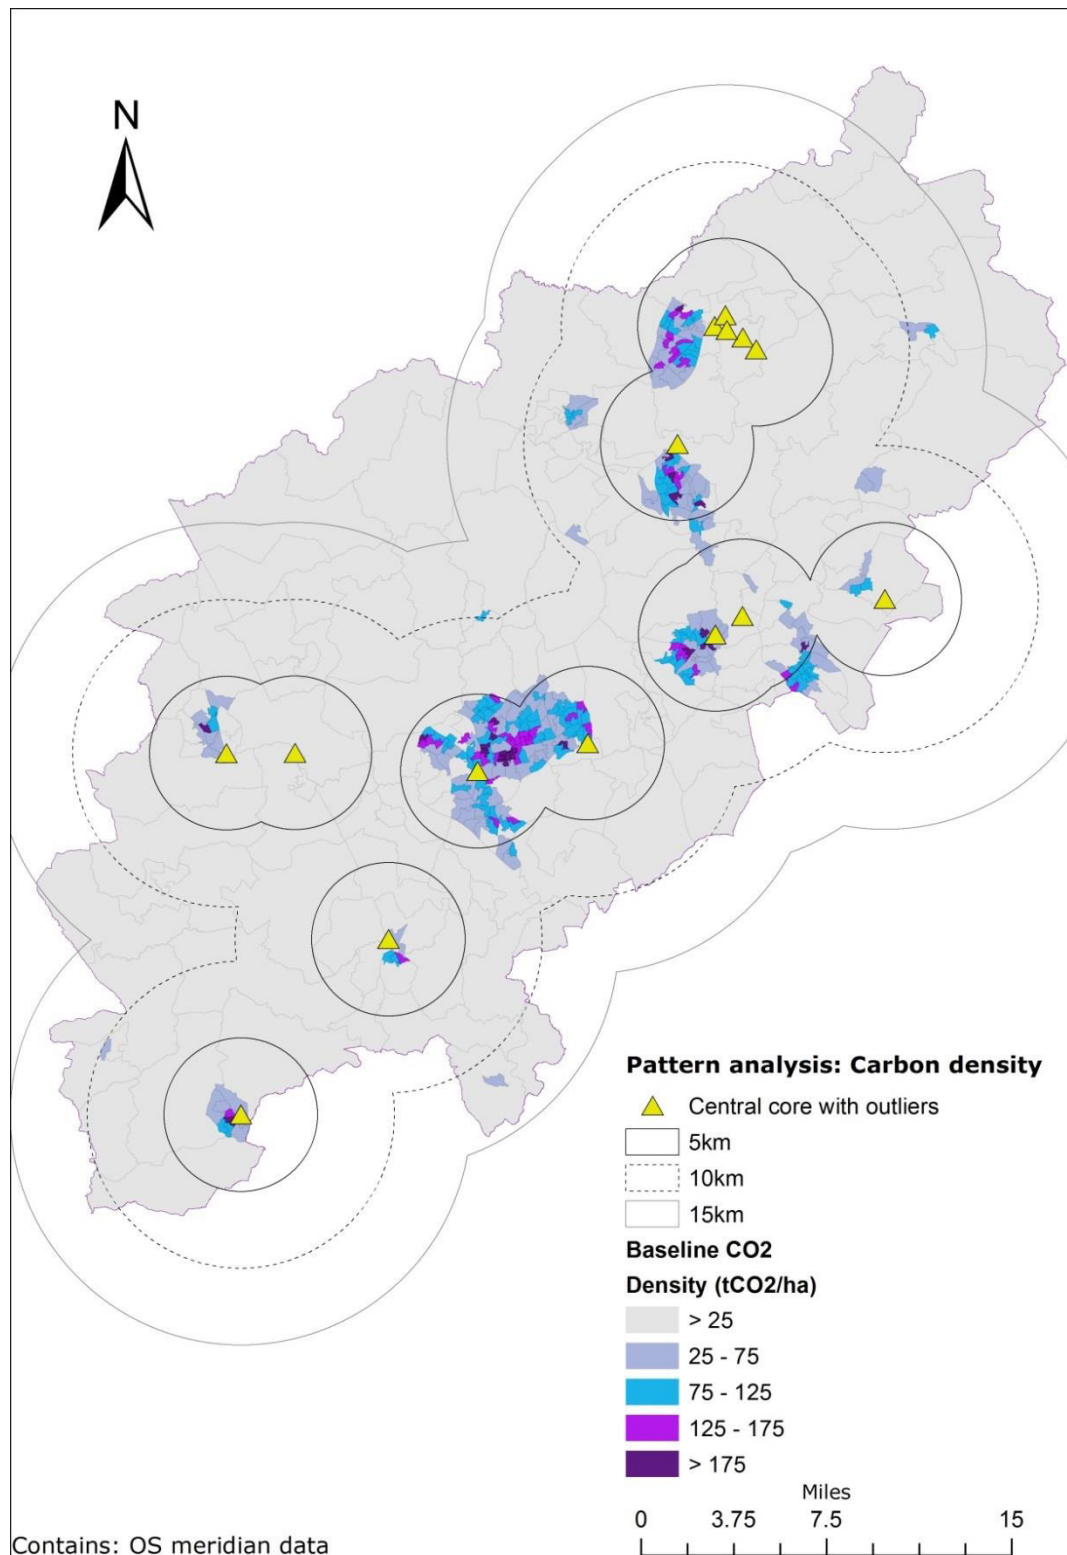 N
Pattern analysis: Carbon density
Central core with outliers
5km
10km
15km
Baseline CO2
Density (tCO2/ha)
> 25
25 - 75
75 - 125
125 - 175
> 175
Miles
0 3.75 7.5 15
Contains: OS meridian data